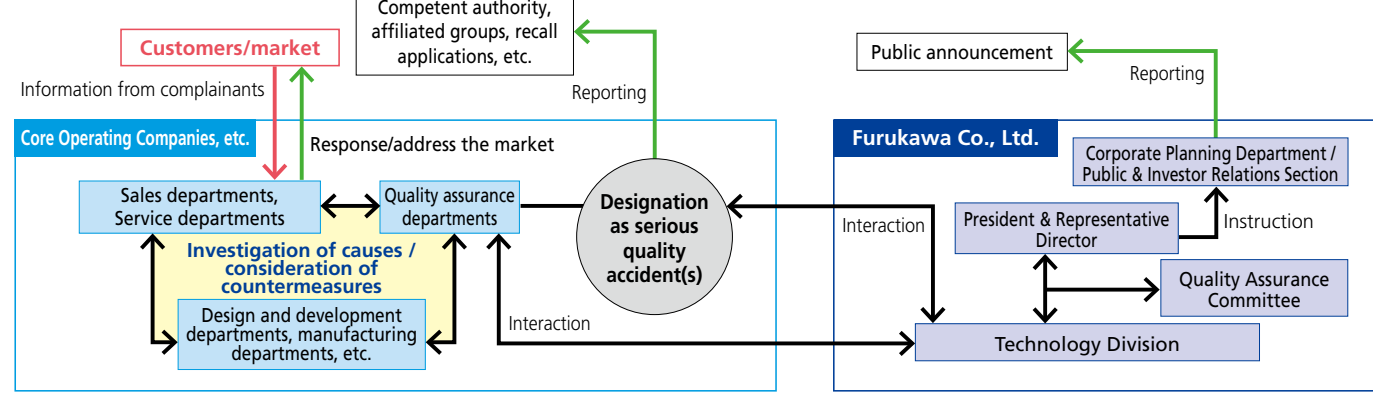 Competent authority,
affiliated groups, recall
applications, etc.
Customers/market
Public announcement
Information from complainants
Reporting
Reporting
Core Operating Companies, etc.
Response/address the market
Furukawa Co., Ltd.
Corporate Planning Department /
Public & Investor Relations Section
Sales departments,
Service departments
Quality assurance
departments
Designation
as serious
quality
accident(s)
Interaction
President & Representative
Director
Instruction
Investigation of causes /
consideration of
countermeasures
Quality Assurance
Committee
Design and development
departments, manufacturing
departments, etc.
Interaction
Technology Division